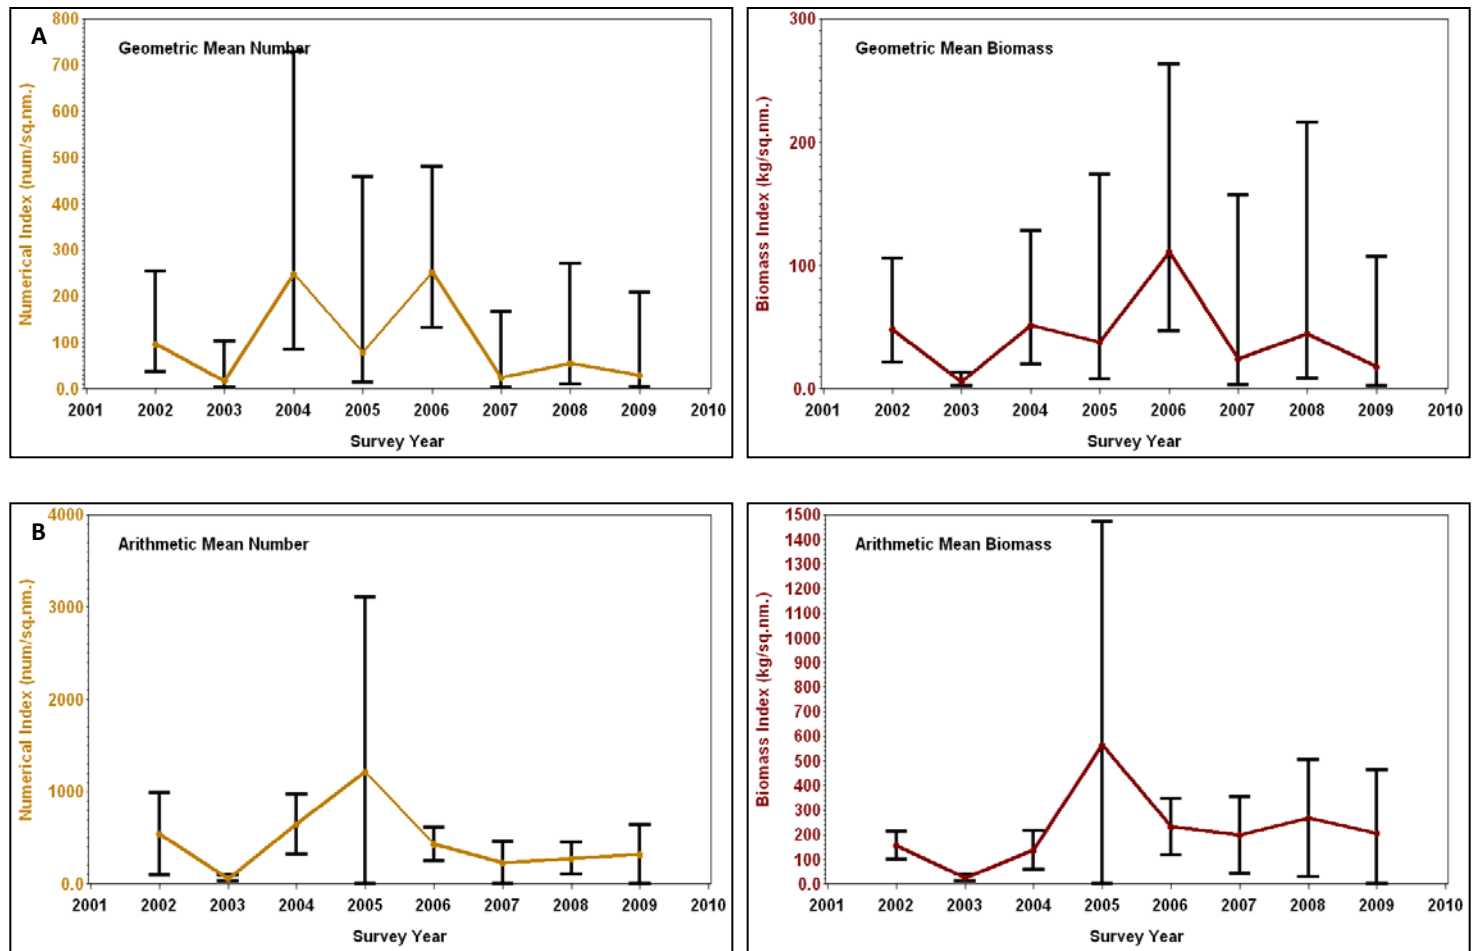 A
Geometric Mean Number
Numerical Index (num/sq.nm.)
800
700
600
500
400
300
200
100
0.0
2001 2002 2003 2004 2005 2006 2007 2008 2009 2010
Survey Year
Geometric Mean Biomass
Biomass Index (kg/sq.nm.)
300
200
100
0.0
2001 2002 2003 2004 2005 2006 2007 2008 2009 2010
Survey Year
B
Arithmetic Mean Number
Numerical Index (num/sq.nm.)
4000
3000
2000
1000
0.0
2001 2002 2003 2004 2005 2006 2007 2008 2009 2010
Survey Year
Arithmetic Mean Biomass
Biomass Index (kg/sq.nm.)
1500
1400
1300
1200
1100
1000
900
800
700
600
500
400
300
200
100
0.0
2001 2002 2003 2004 2005 2006 2007 2008 2009 2010
Survey Year